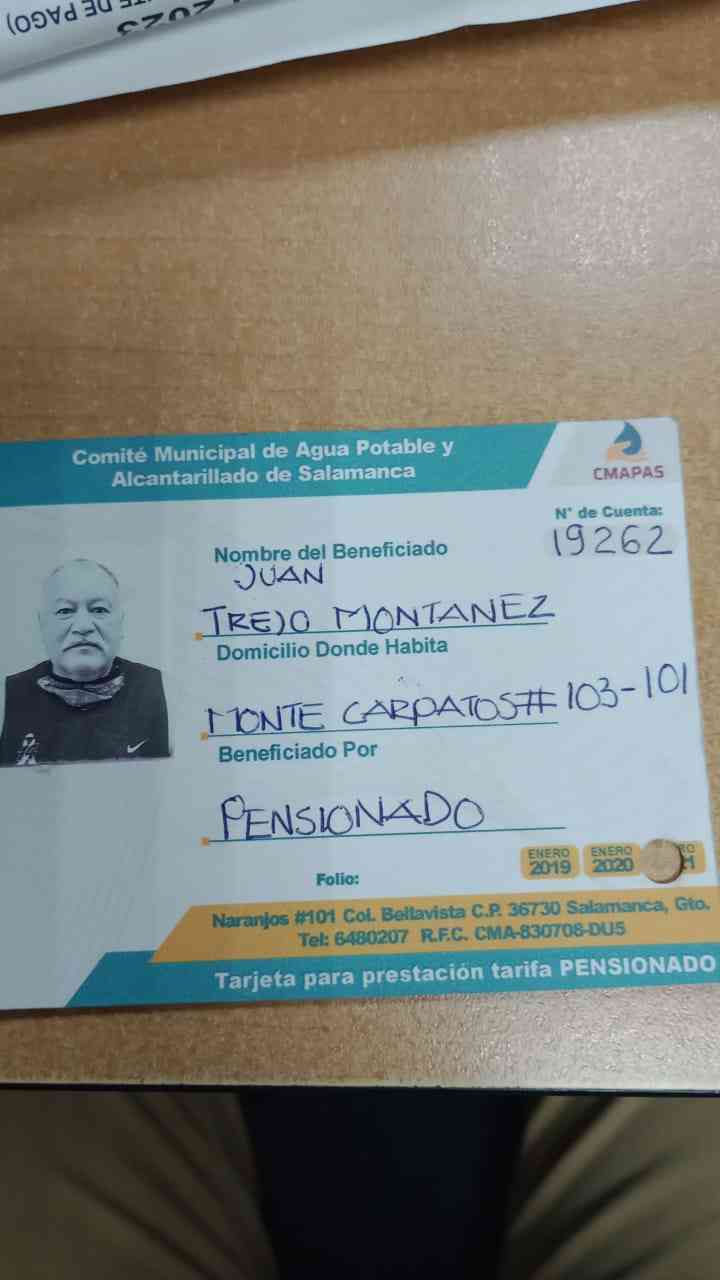 2023
DE PAGO)
Comité Municipal de Agua Potable y
Alcantarillado de Salamanca
CMAPAS
N° de Cuenta:
19262
Nombre del Beneficiado
JUAN
TREJO MONTANEZ
Domicilio Donde Habita
MONTE CARPATOS# 103-101
Beneficiado Por
PENSIONADO
ENERO
2019
ENERO
2020
Folio:
Naranjos #101 Col. Bellavista C.P. 36730 Salamanca, Gto.
Tel: 6480207 R.F.C. CMA-830708-DU5
Tarjeta para prestación tarifa PENSIONADO